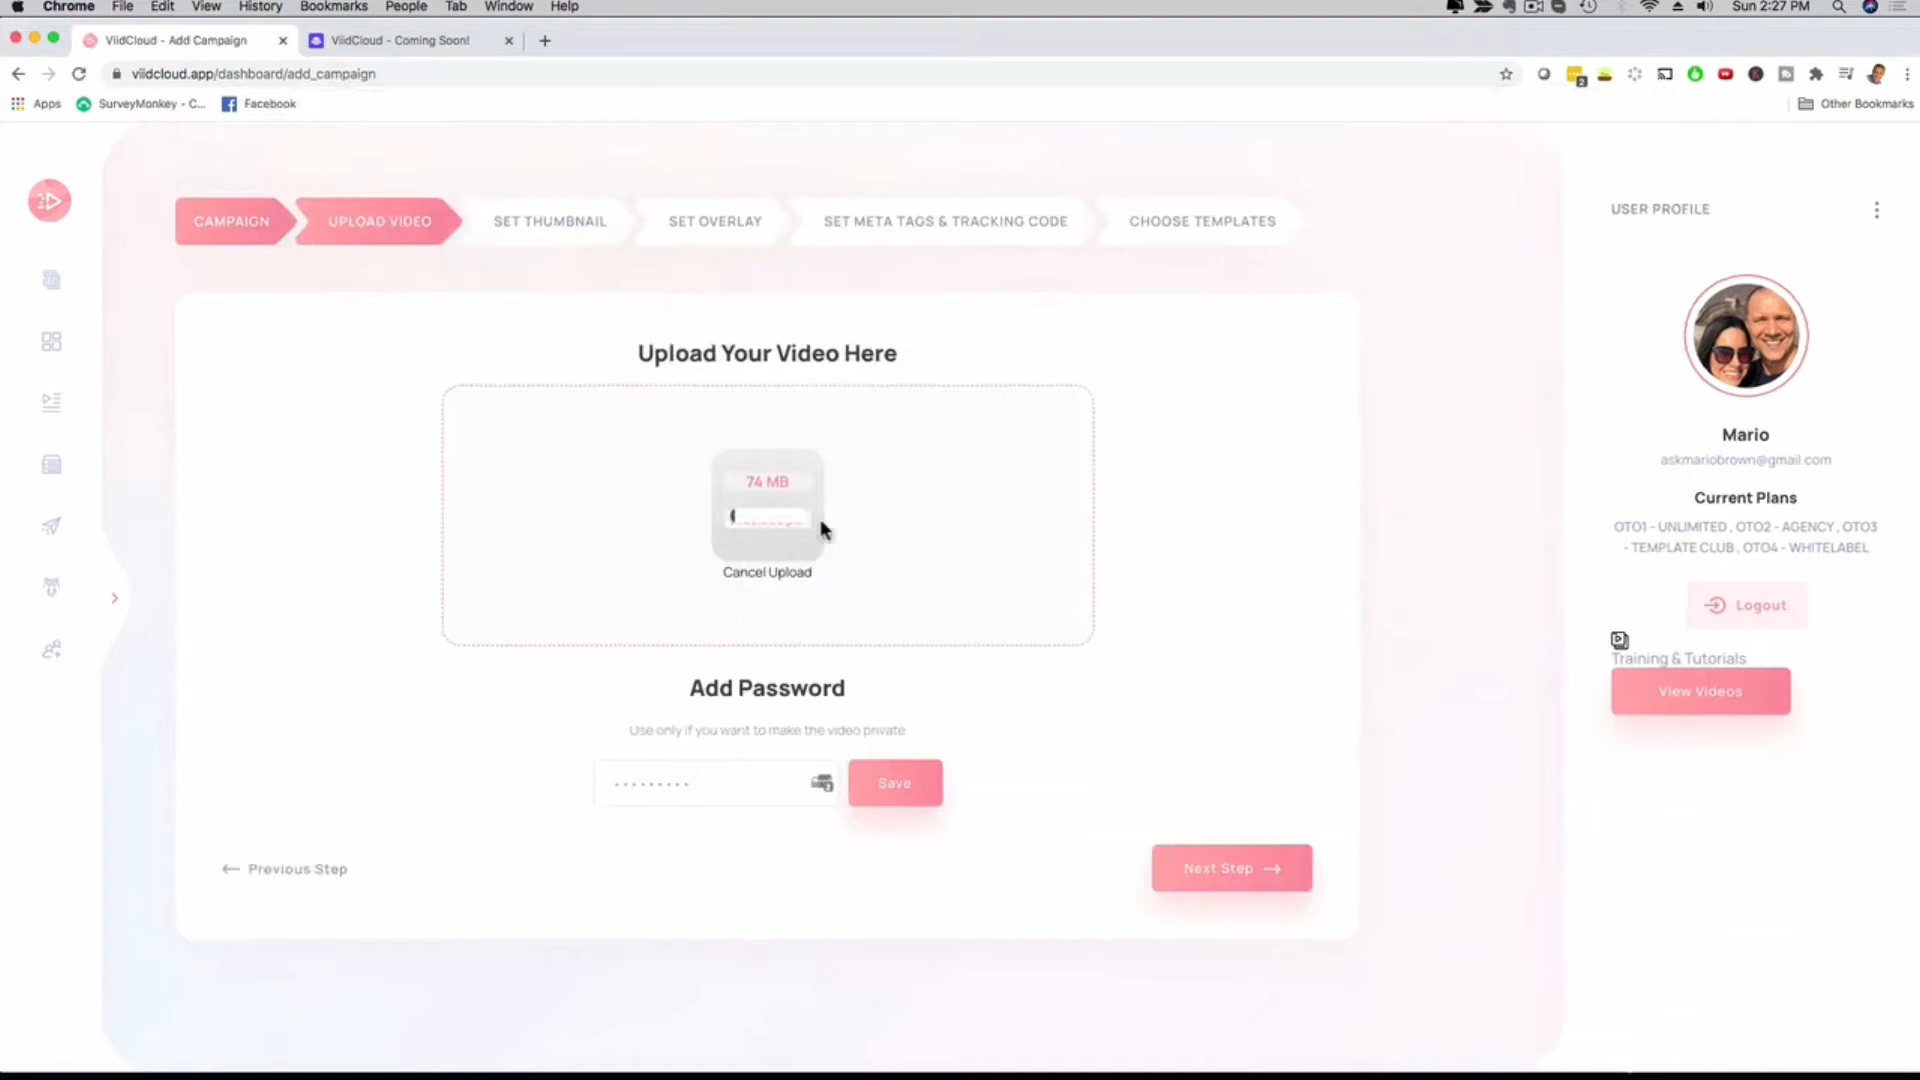 Chrome File Edit View History Bookmarks People Tab Window Help Sun 2:27 PM
ViidCloud - Add Campaign ViidCloud - Coming Soon!
viidcloud.app/dashboard/add_campaign
Apps SurveyMonkey - C... Facebook Other Bookmarks
CAMPAIGN UPLOAD VIDEO SET THUMBNAIL SET OVERLAY SET META TAGS & TRACKING CODE CHOOSE TEMPLATES
USER PROFILE
Upload Your Video Here
74 MB
Cancel Upload
Add Password
Use only if you want to make the video private
Save
Previous Step
Next Step
Mario
askmariobrown@gmail.com
Current Plans
OTO1 - UNLIMITED , OTO2 - AGENCY , OTO3
- TEMPLATE CLUB , OTO4 - WHITELABEL
Logout
Training & Tutorials
View Videos